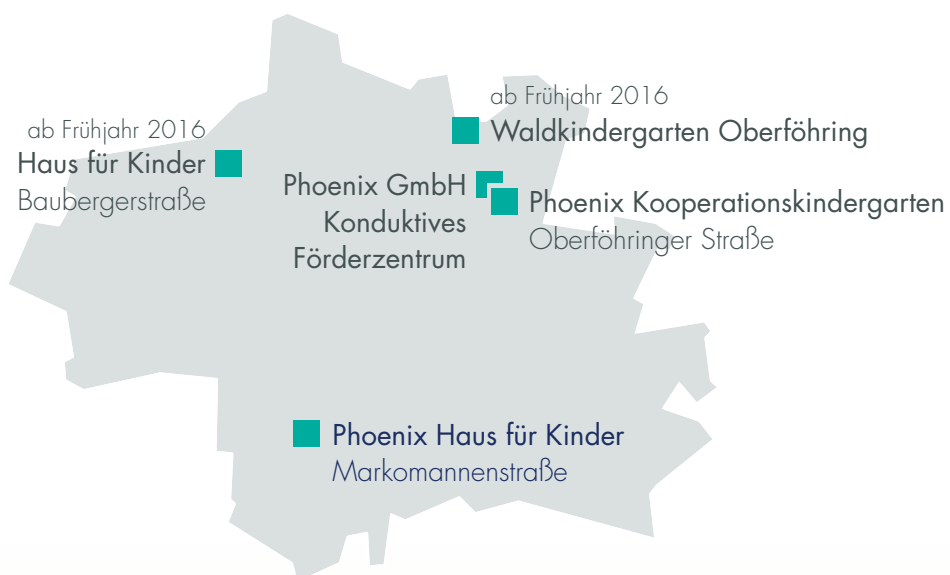 ab Frühjahr 2016
Waldkindergarten Oberföhring
ab Frühjahr 2016
Haus für Kinder
Baubergerstraße
Phoenix GmbH
Konduktives
Förderzentrum
Phoenix Kooperationskindergarten
Oberföhringer Straße
Phoenix Haus für Kinder
Markomannenstraße